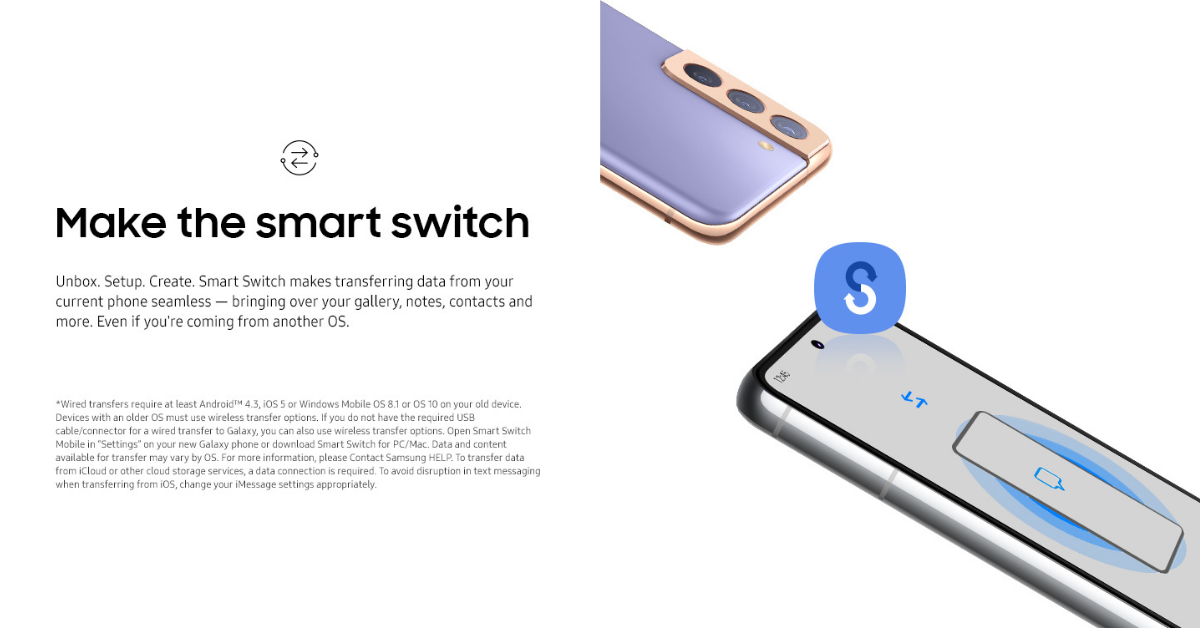 Make the smart switch
Unbox. Setup. Create. Smart Switch makes transferring data from your
current phone seamless — bringing over your gallery, notes, contacts and
more. Even if you're coming from another OS.
*Wired transfers require at least Android™ 4.3, iOS 5 or Windows Mobile OS 8.1 or OS 10 on your old device.
Devices with an older OS must use wireless transfer options. If you do not have the required USB
cable/connector for a wired transfer to Galaxy, you can also use wireless transfer options. Open Smart Switch
Mobile in "Settings" on your new Galaxy phone or download Smart Switch for PC/Mac. Data and content
available for transfer may vary by OS. For more information, please Contact Samsung HELP. To transfer data
from iCloud or other cloud storage services, a data connection is required. To avoid disruption in text messaging
when transferring from iOS, change your iMessage settings appropriately.
12:45